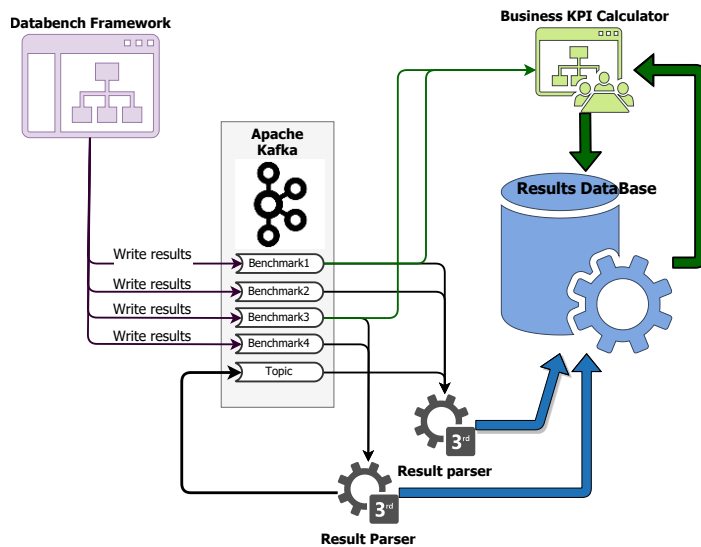 Databench Framework
Business KPI Calculator
Apache
Kafka
Results DataBase
Write results
Benchmark1
Write results
Benchmark2
Write results
Benchmark3
Write results
Benchmark4
Topic
3rd
Result parser
3rd
Result Parser